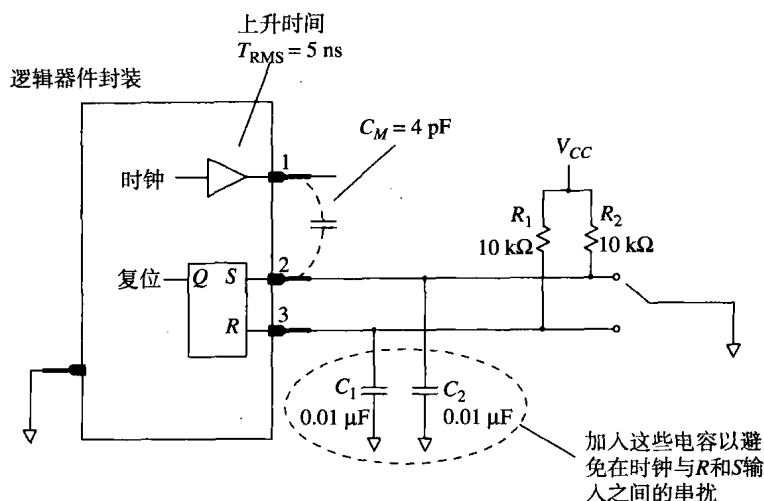 上升时间
T_RMS = 5 ns
逻辑器件封装
C_M = 4 pF
1
时钟
V_CC
R_1
R_2
10 kΩ
10 kΩ
复位
Q
S
2
R
3
C_1
C_2
0.01 μF
0.01 μF
加入这些电容以避
免在时钟与R和S输
入之间的串扰